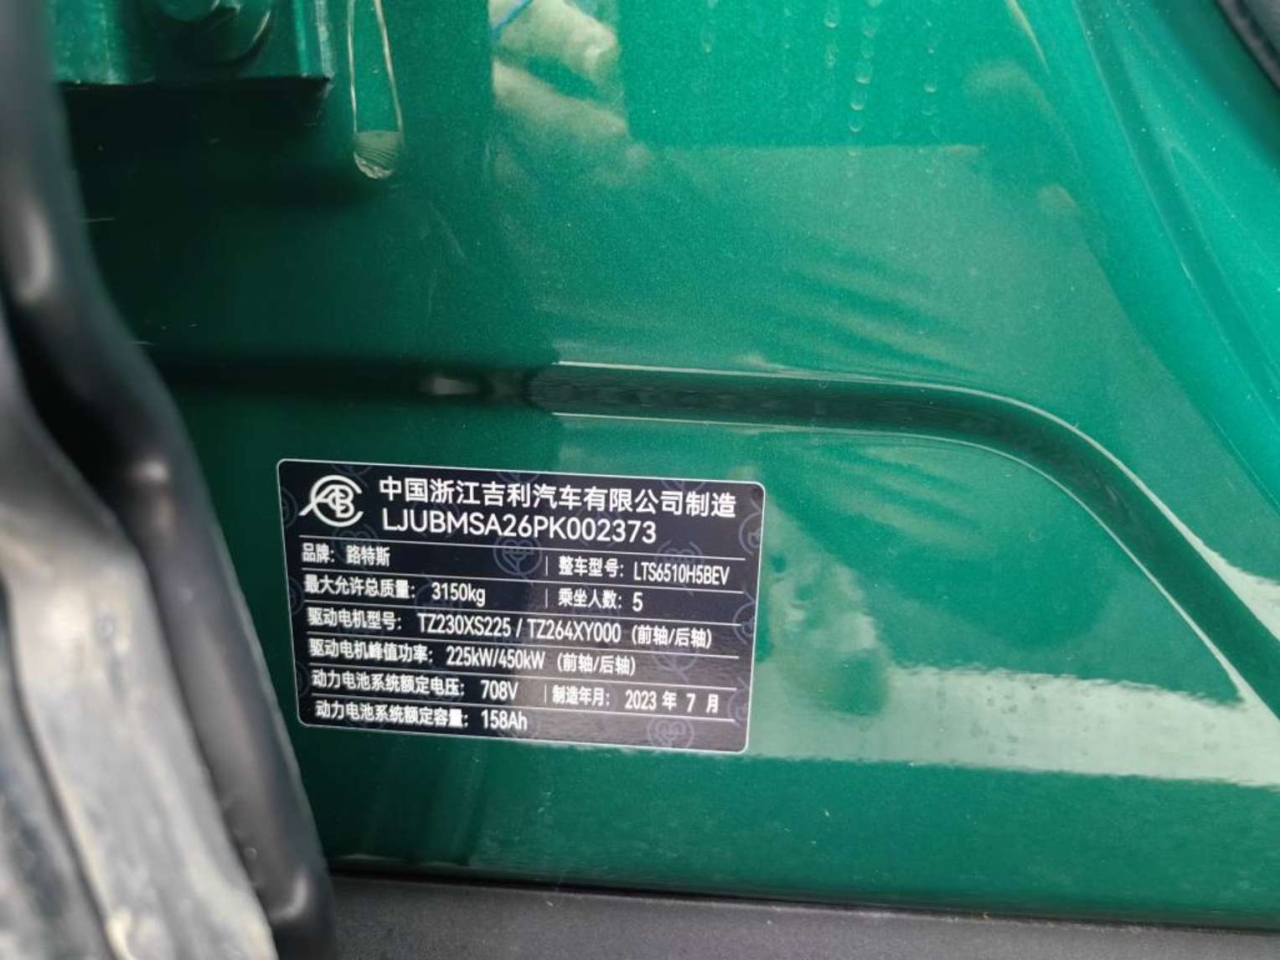 中国浙江吉利汽车有限公司制造
LJUBMSA26PK002373
品牌：路特斯 整车型号：LTS6510H5BEV
最大允许总质量：3150kg 乘坐人数：5
驱动电机型号：TZ230XS225 / TZ264XY000（前轴/后轴）
驱动电机峰值功率：225kW/450kW（前轴/后轴）
动力电池系统额定电压：708V 制造年月：2023 年 7 月
动力电池系统额定容量：158Ah